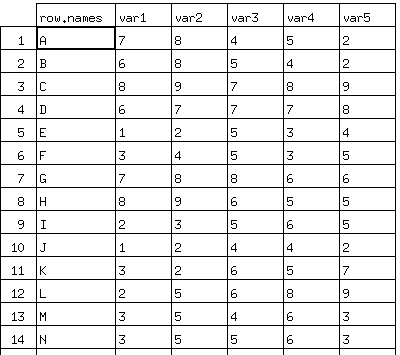 row.names var1 var2 var3 var4 var5
1 A 7 8 4 5 2
2 B 6 8 5 4 2
3 C 8 9 7 8 9
4 D 6 7 7 7 8
5 E 1 2 5 3 4
6 F 3 4 5 3 5
7 G 7 8 8 6 6
8 H 8 9 6 5 5
9 I 2 3 5 6 5
10 J 1 2 4 4 2
11 K 3 2 6 5 7
12 L 2 5 6 8 9
13 M 3 5 4 6 3
14 N 3 5 5 6 3